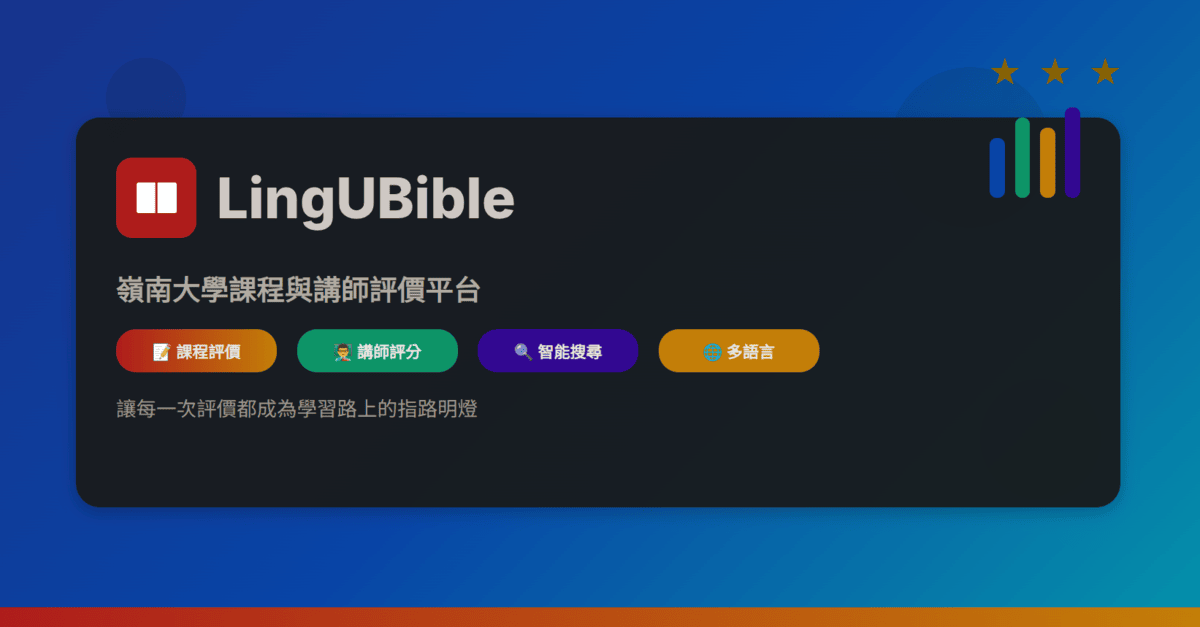 LingUBible
嶺南大學課程與講師評價平台
📝 課程評價 👨‍🏫 講師評分 🔍 智能搜尋 🌐 多語言
讓每一次評價都成為學習路上的指路明燈